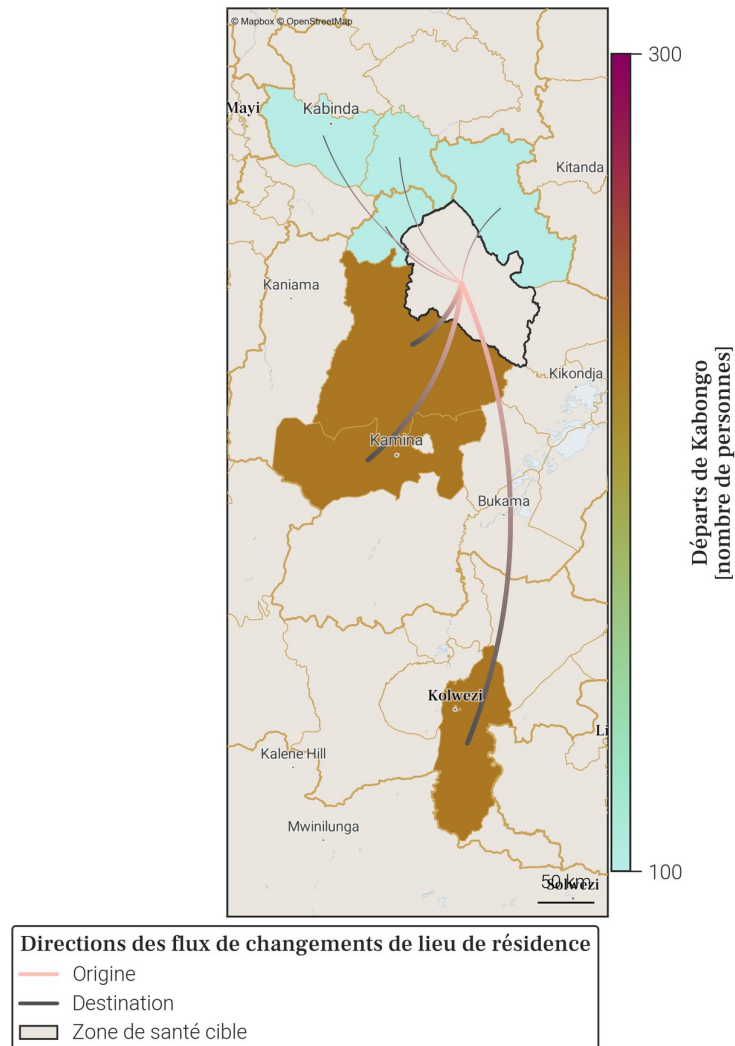 © Mapbox © OpenStreetMap
300
Mayi
Kabinda
Kitanda
Kaniama
Kikondja
Kamina
Bukama
Départs de Kabongo
[nombre de personnes]
Kolwezi
Li
Kalene Hill
Mwinilunga
100
50 km
Solwezi
Directions des flux de changements de lieu de résidence
Origine
Destination
Zone de santé cible